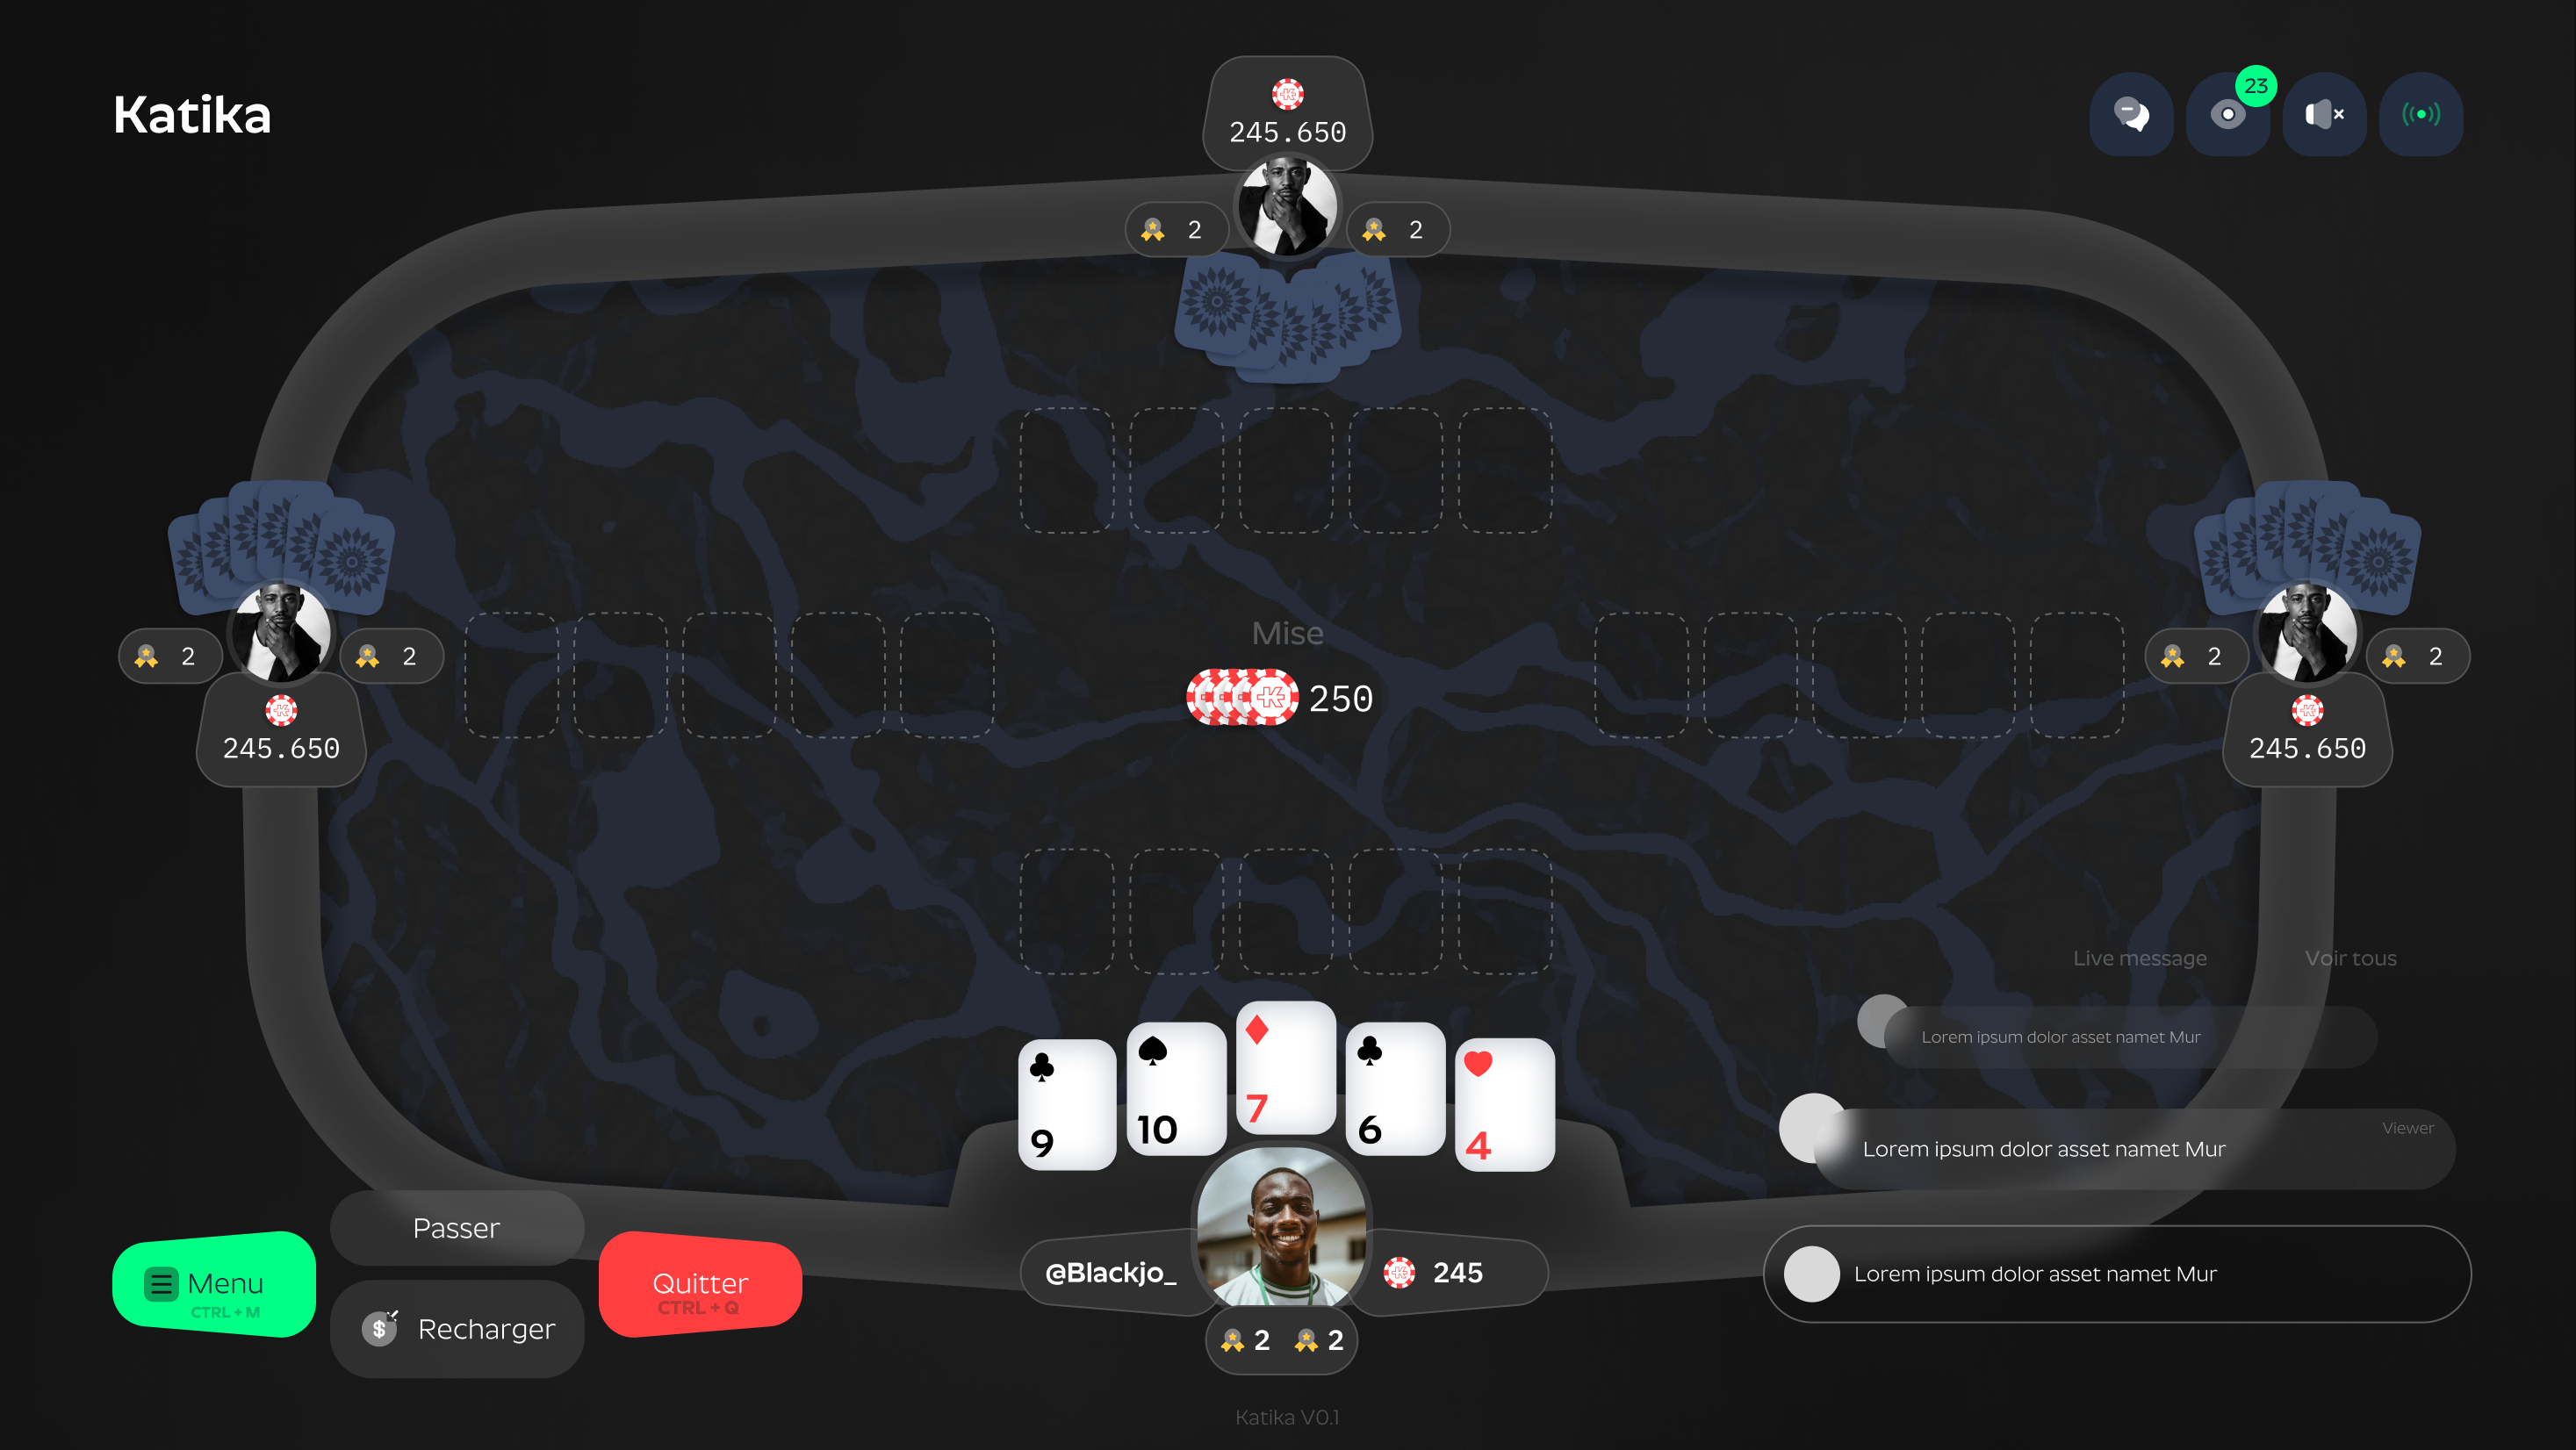 Katika
245.650
23
2
2
2
2
245.650
Mise
250
2
2
245.650
Live message
Voir tous
Lorem ipsum dolor asset namet Mur
Viewer
Lorem ipsum dolor asset namet Mur
9
10
7
6
4
Passer
Menu
CTRL + M
Recharger
Quitter
CTRL + Q
@Blackjo_
245
2
2
Lorem ipsum dolor asset namet Mur
Katika V0.1